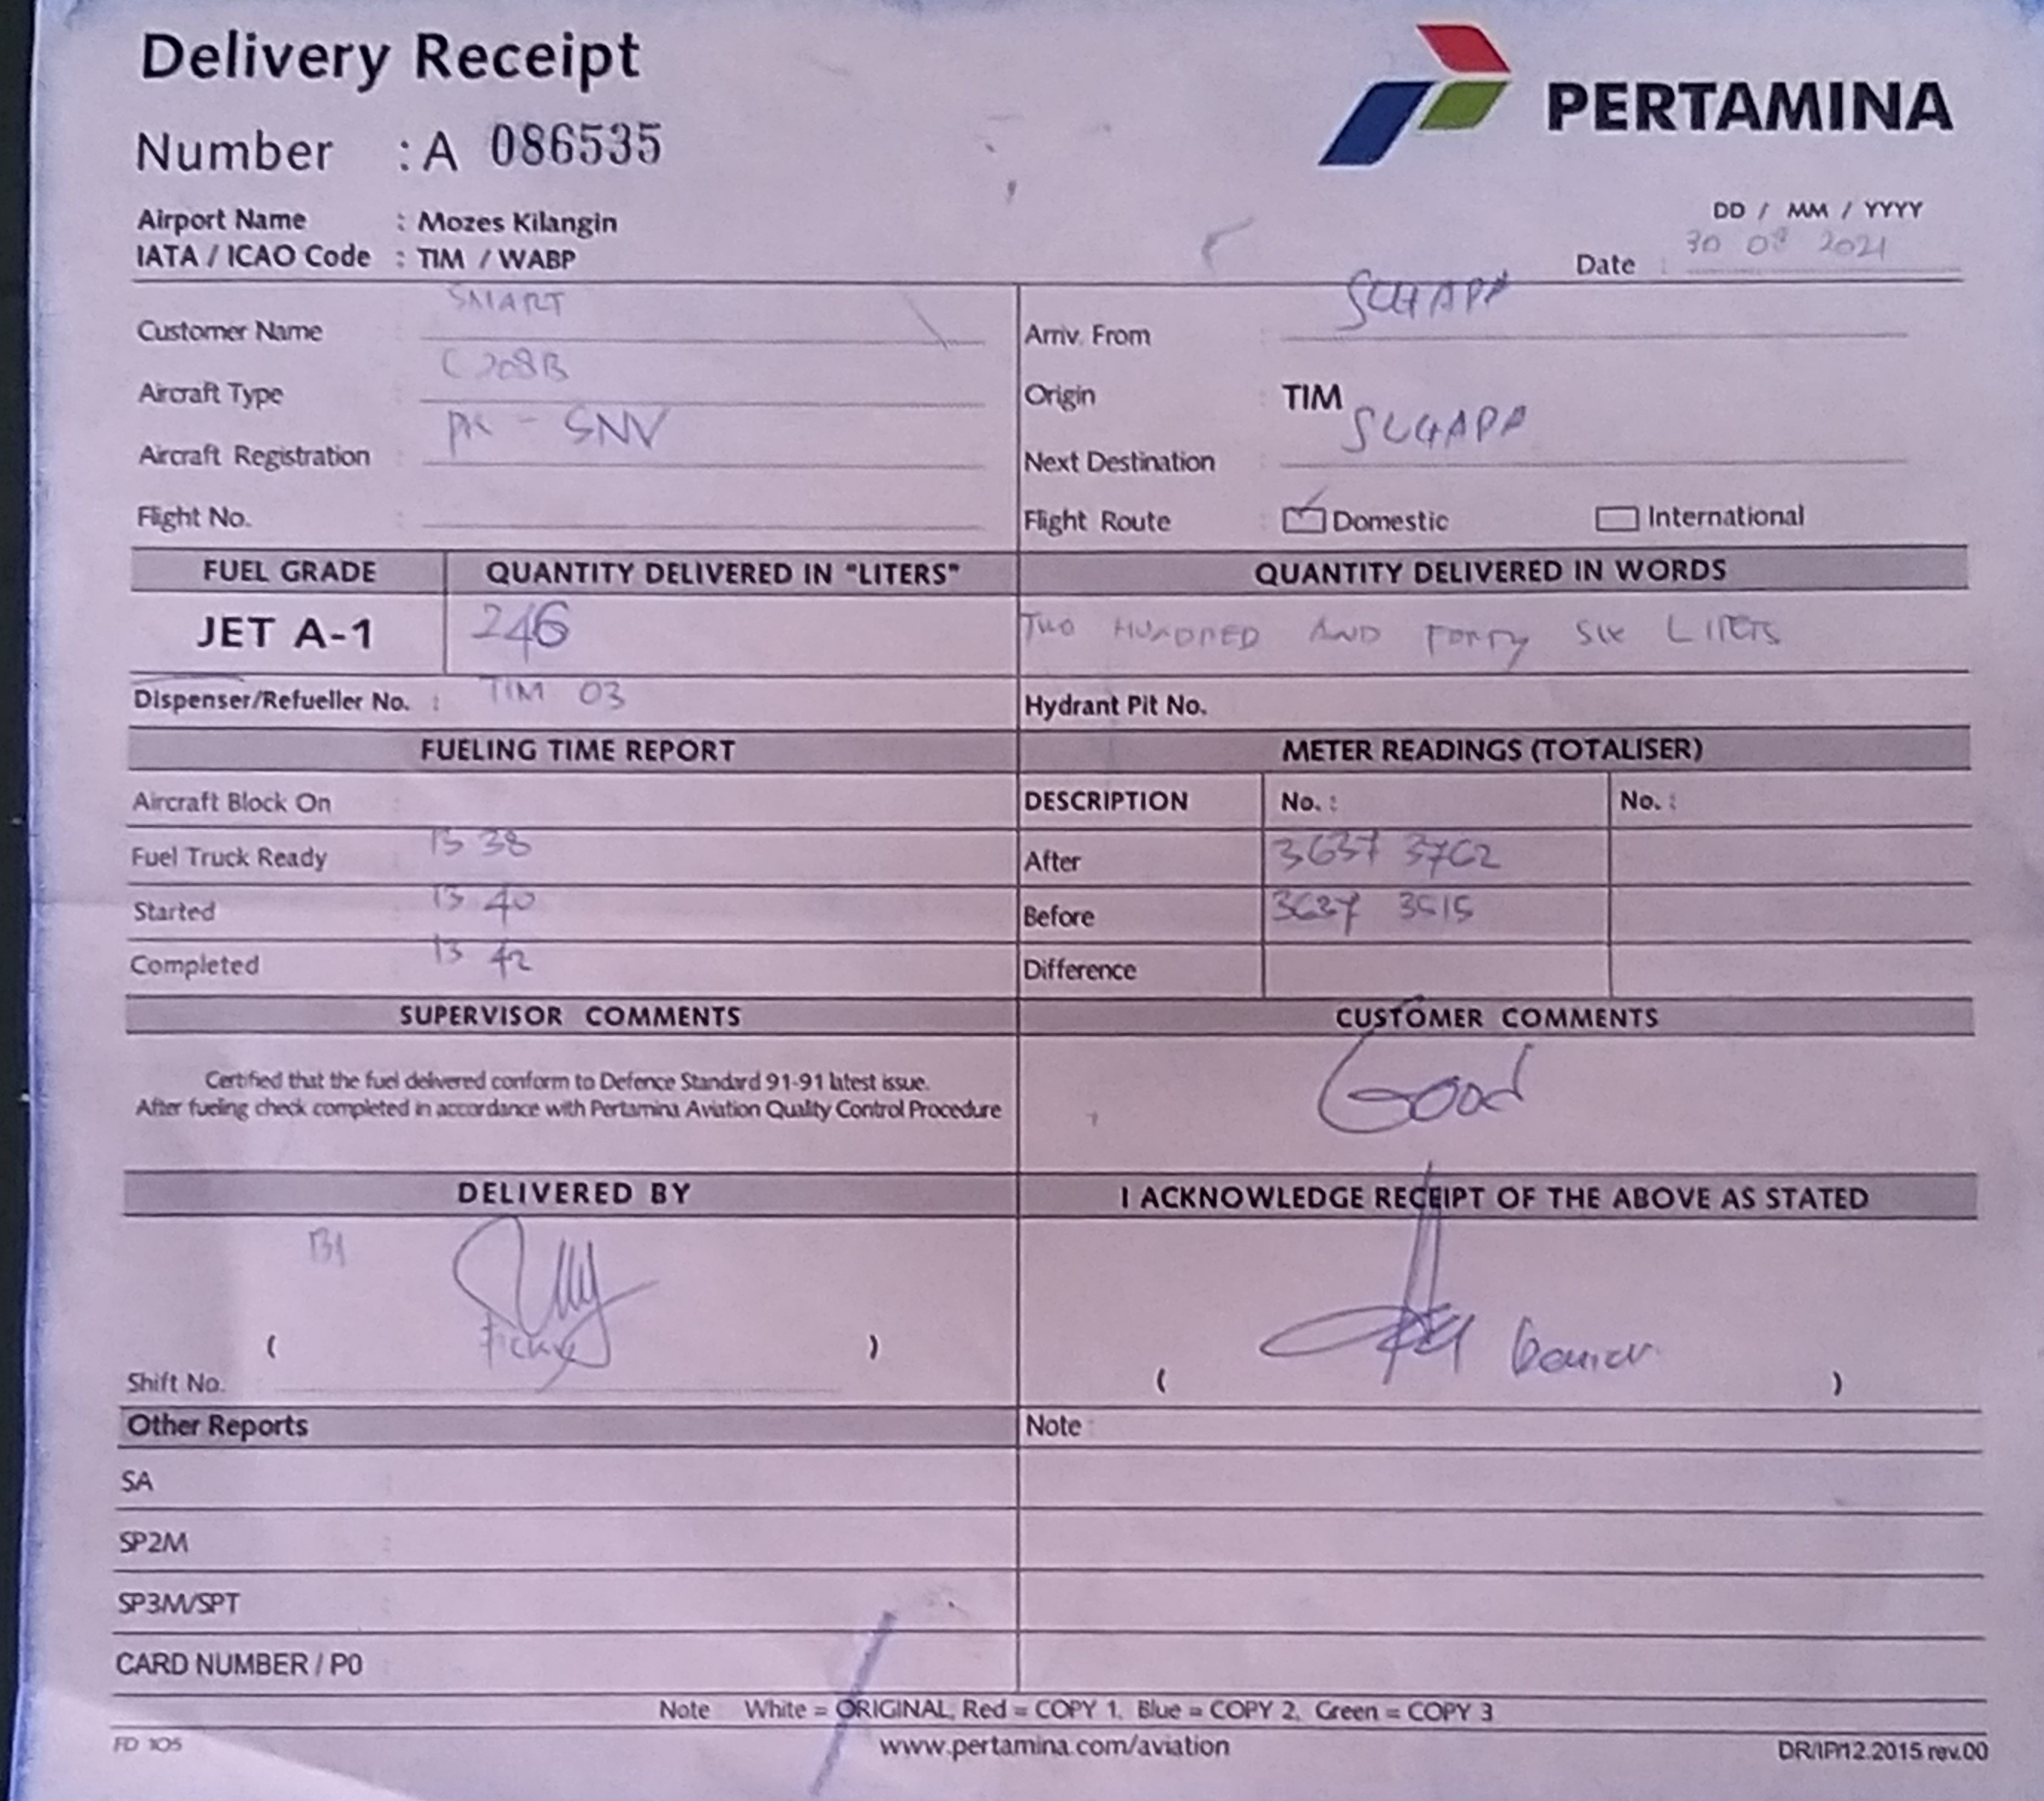 Delivery Receipt
PERTAMINA
Number : A 086535
Airport Name : Mozes Kilangin
IATA / ICAO Code : TIM / WABP
DD / MM / YYYY
Date : 30 08 2021
Customer Name : SMART
Arriv. From : SUGAPA
Aircraft Type : C208B
Origin : TIM
Aircraft Registration : PK - SNV
Next Destination : SUGAPA
Flight No. :
Flight Route : Domestic International
FUEL GRADE QUANTITY DELIVERED IN "LITERS" QUANTITY DELIVERED IN WORDS
JET A-1 246 TWO HUNDRED AND FORTY SIX LITERS
Dispenser/Refueller No. : TIM 03 Hydrant Pit No.
FUELING TIME REPORT METER READINGS (TOTALISER)
Aircraft Block On : DESCRIPTION No. : No. :
Fuel Truck Ready 13 38 After 3637 3762
Started 13 40 Before 3637 3515
Completed 13 42 Difference
SUPERVISOR COMMENTS CUSTOMER COMMENTS
Certified that the fuel delivered conform to Defence Standard 91-91 latest issue.
After fueling check completed in accordance with Pertamina Aviation Quality Control Procedure
Good
DELIVERED BY I ACKNOWLEDGE RECEIPT OF THE ABOVE AS STATED
( )
Shift No.
( )
Other Reports Note :
SA
SP2M :
SP3M/SPT
CARD NUMBER / P0
Note White = ORIGINAL, Red = COPY 1, Blue = COPY 2, Green = COPY 3
FD 105 www.pertamina.com/aviation DR/IP/12.2015 rev.00